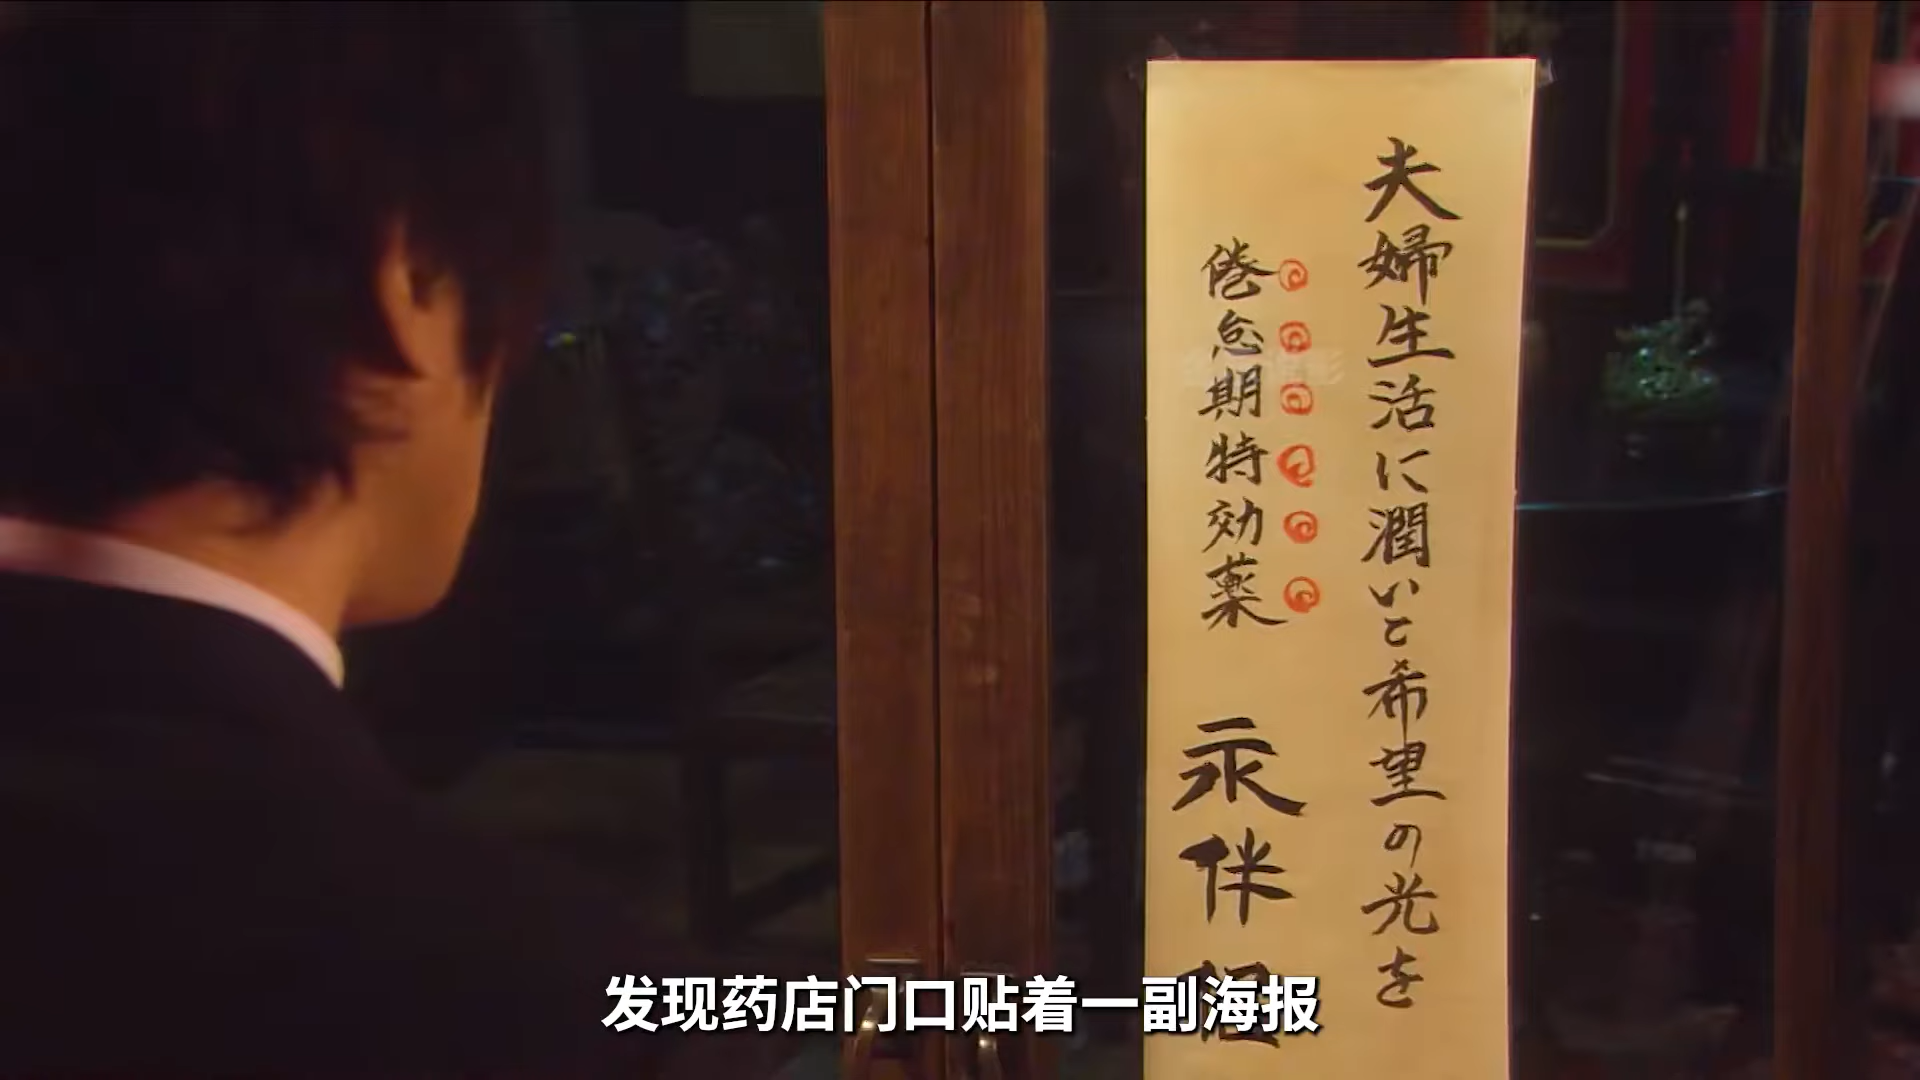 夫婦生活に潤いと希望の光を
倦怠期特効薬
永伴侶
发现药店门口贴着一副海报